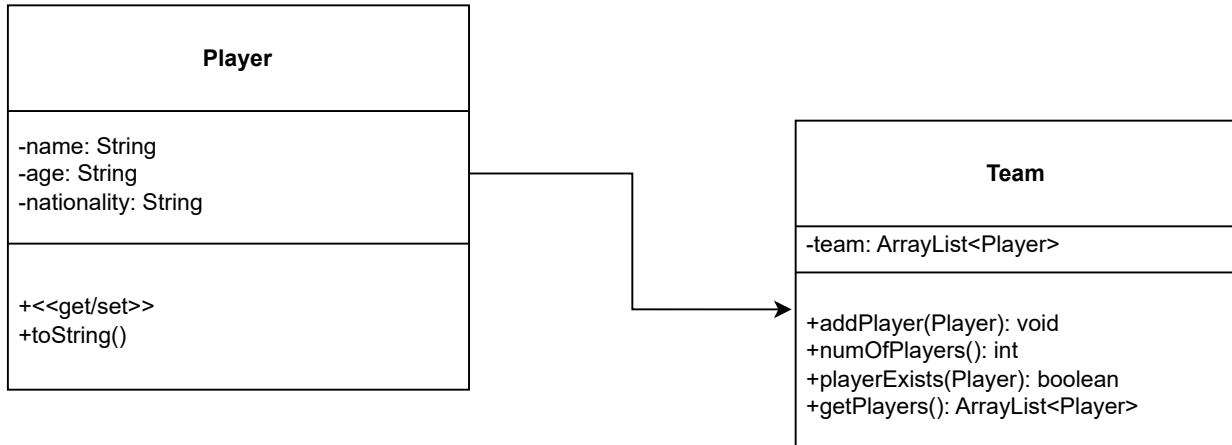 Player
-name: String
-age: String
-nationality: String
+<<get/set>>
+toString()
Team
-team: ArrayList<Player>
+addPlayer(Player): void
+numOfPlayers(): int
+playerExists(Player): boolean
+getPlayers(): ArrayList<Player>